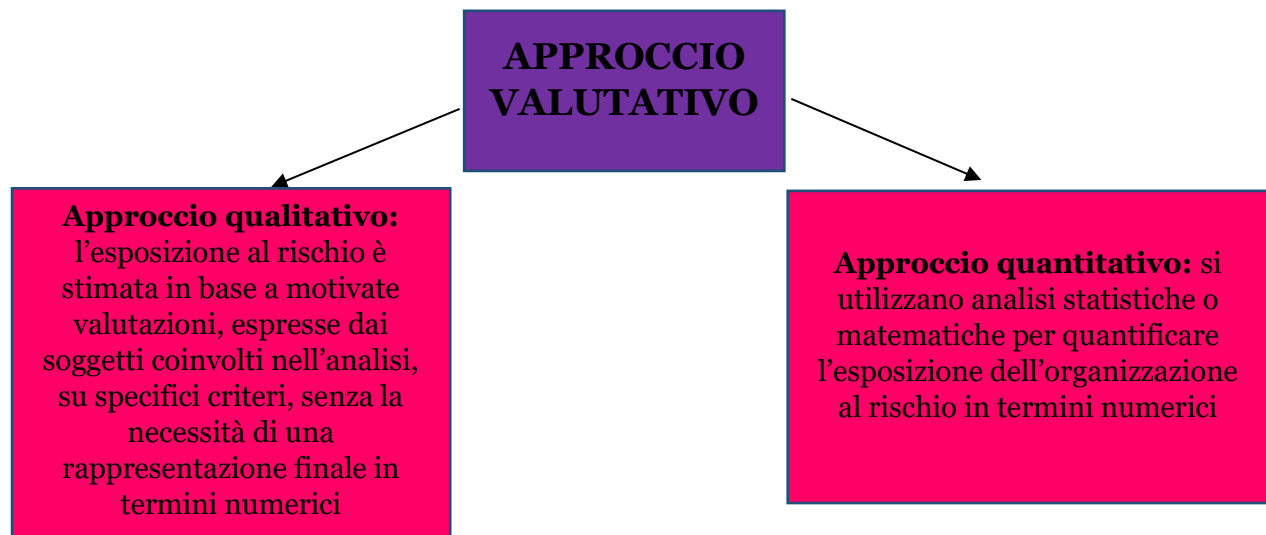 APPROCCIO
VALUTATIVO
Approccio qualitativo:
l’esposizione al rischio è
stimata in base a motivate
valutazioni, espresse dai
soggetti coinvolti nell’analisi,
su specifici criteri, senza la
necessità di una
rappresentazione finale in
termini numerici
Approccio quantitativo: si
utilizzano analisi statistiche o
matematiche per quantificare
l’esposizione dell’organizzazione
al rischio in termini numerici